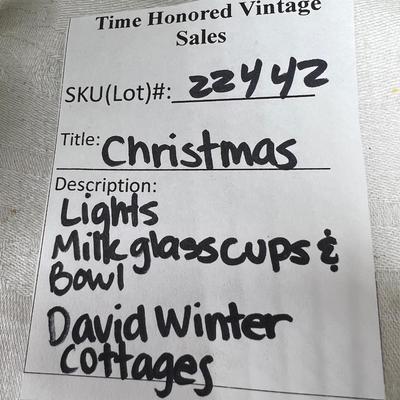 Time Honored Vintage
Sales
SKU(Lot)#: 22442
Title: Christmas
Description:
Lights
Milkglasscups &
Bowl
David Winter
cottages